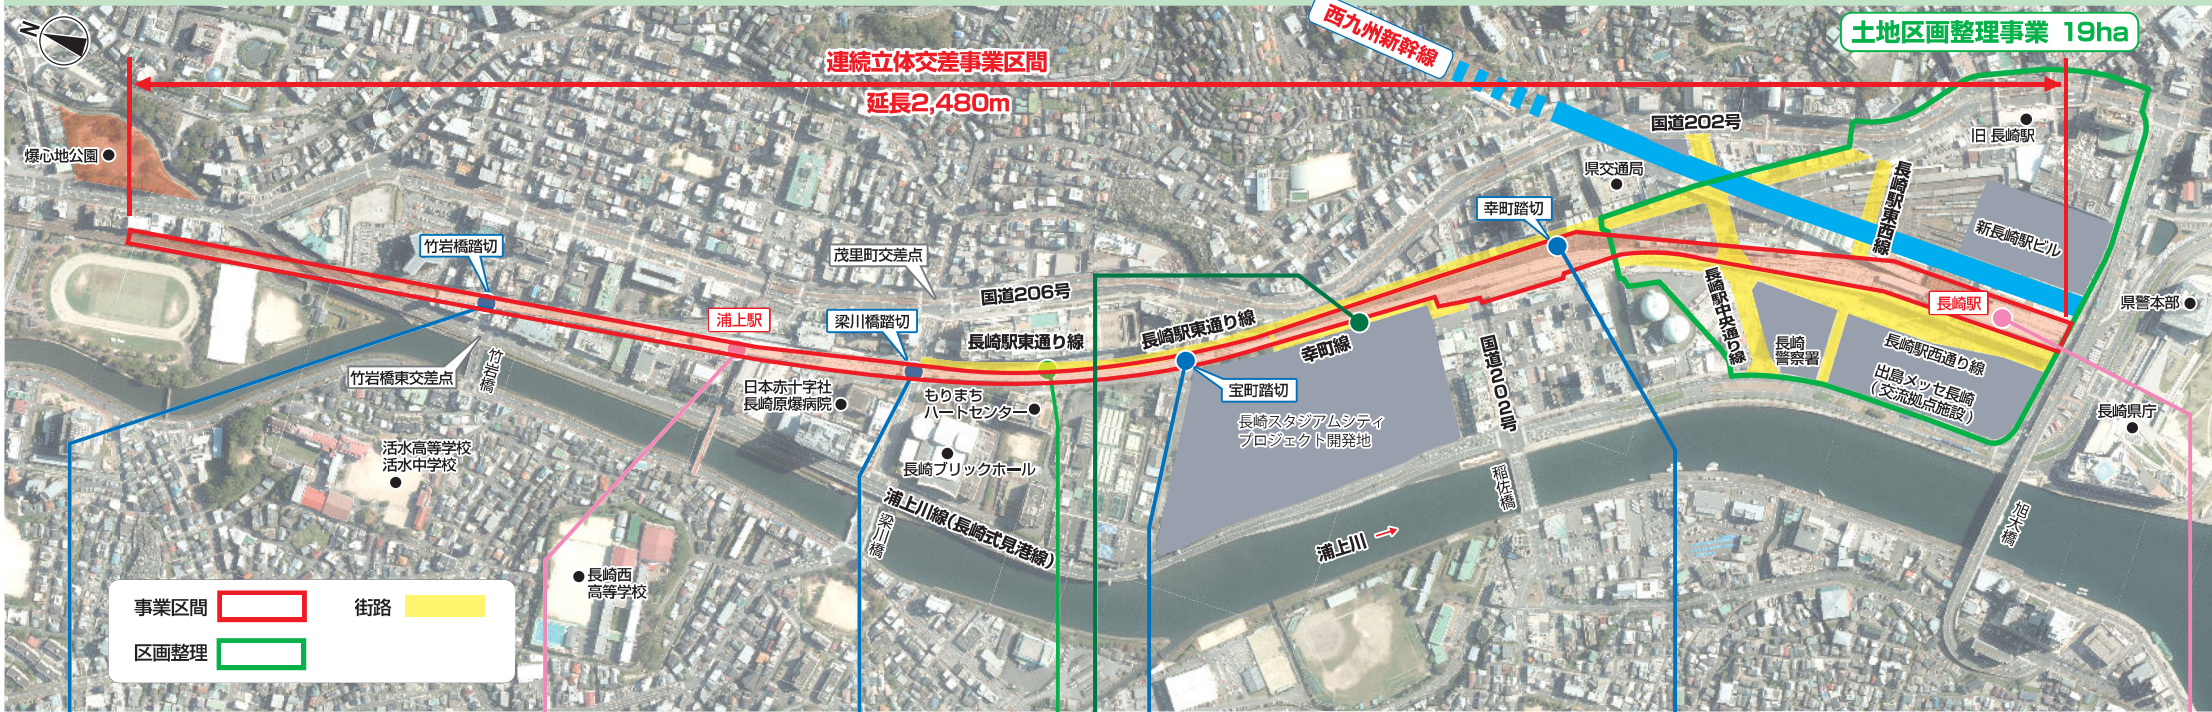 N
西九州新幹線
土地区画整理事業 19ha
連続立体交差事業区間
延長2,480m
国道202号
旧 長崎駅
爆心地公園
県交通局
長崎駅東西線
幸町踏切
新長崎駅ビル
竹岩橋踏切
茂里町交差点
国道206号
長崎駅
県警本部
浦上駅
梁川橋踏切
長崎駅東通り線
長崎駅東通り線
幸町線
国道202号
長崎駅中央通り線
長崎
警察署
長崎駅西通り線
出島メッセ長崎
(交流拠点施設)
竹岩橋東交差点
竹岩橋
日本赤十字社
長崎原爆病院
もりまち
ハートセンター
宝町踏切
長崎スタジアムシティ
プロジェクト開発地
長崎県庁
活水高等学校
活水中学校
長崎ブリックホール
浦上川線(長崎式見港線)
梁川橋
稲佐橋
旭大橋
浦上川
長崎西
高等学校
事業区間
街路
区画整理